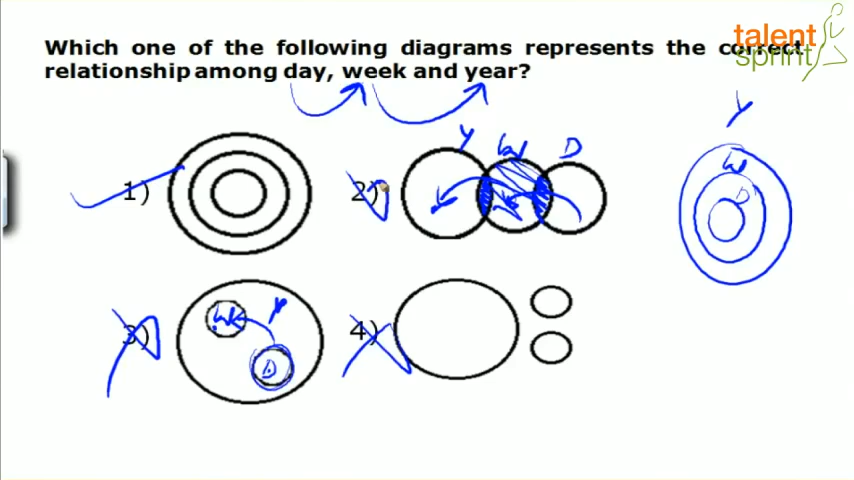 talent
sprint
Which one of the following diagrams represents the correct
relationship among day, week and year?
Y
Y W D
1) 2)
W
D
3) W Y 4)
D